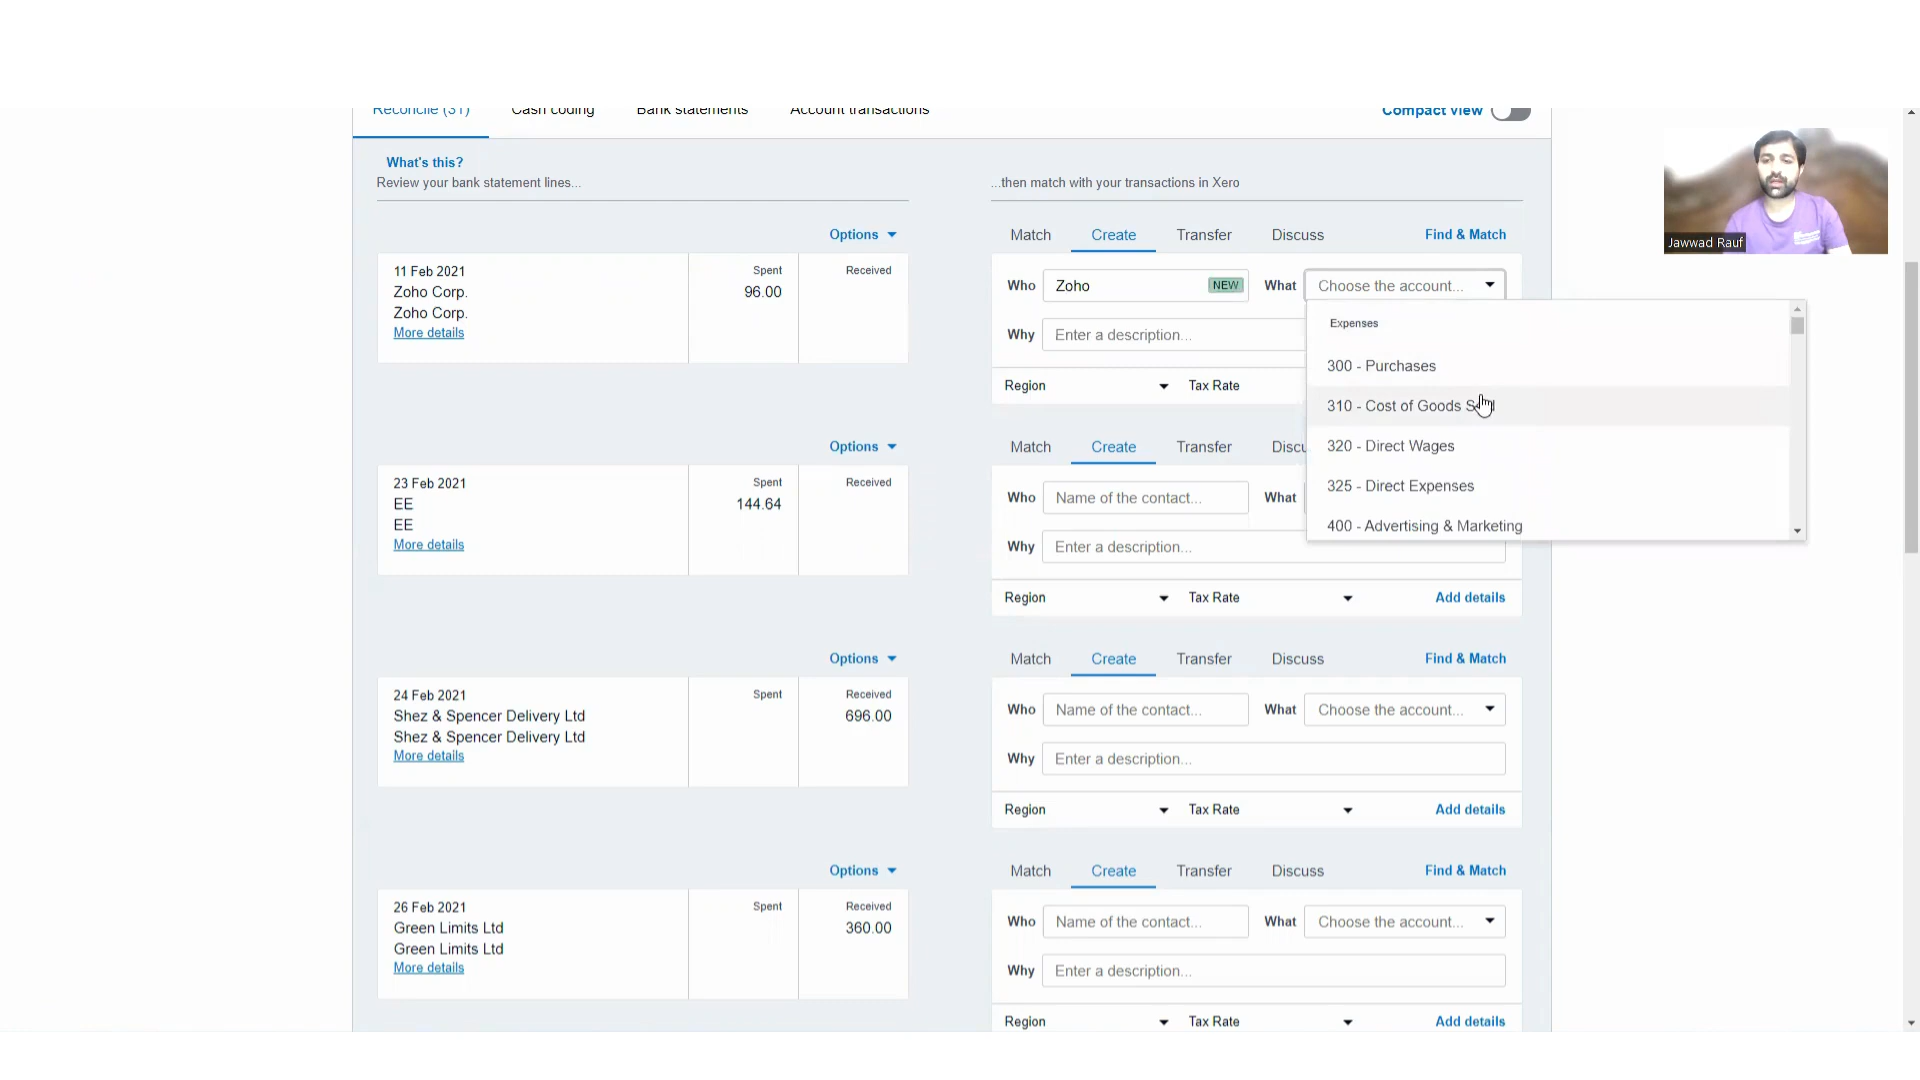 Reconcile (31) Cash coding Bank statements Account transactions Compact view
What's this?
Review your bank statement lines... ...then match with your transactions in Xero
Options Match Create Transfer Discuss Find & Match
11 Feb 2021 Spent Received
Zoho Corp. 96.00
Zoho Corp.
More details
Who Zoho NEW What Choose the account...
Why Enter a description...
Region Tax Rate
Expenses
300 - Purchases
310 - Cost of Goods
320 - Direct Wages
325 - Direct Expenses
400 - Advertising & Marketing
Jawwad Rauf
Options Match Create Transfer
23 Feb 2021 Spent Received
EE 144.64
EE
More details
Who Name of the contact... What
Why Enter a description...
Region Tax Rate Add details
Options Match Create Transfer Discuss Find & Match
24 Feb 2021 Spent Received
Shez & Spencer Delivery Ltd 696.00
Shez & Spencer Delivery Ltd
More details
Who Name of the contact... What Choose the account...
Why Enter a description...
Region Tax Rate Add details
Options Match Create Transfer Discuss Find & Match
26 Feb 2021 Spent Received
Green Limits Ltd 360.00
Green Limits Ltd
More details
Who Name of the contact... What Choose the account...
Why Enter a description...
Region Tax Rate Add details